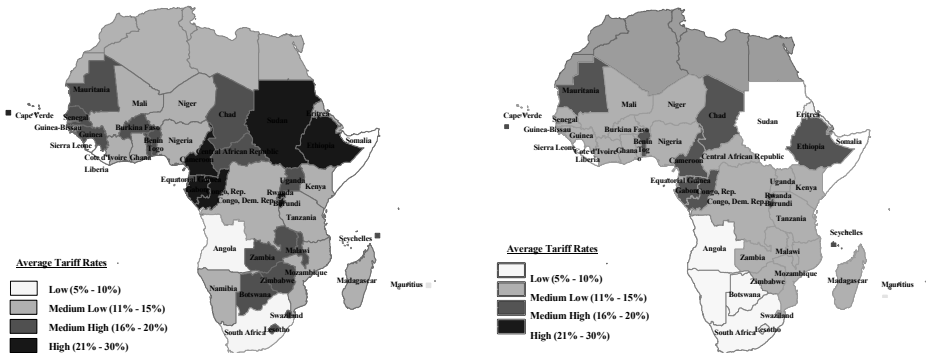 Mauritania
Mali
Niger
Cape Verde
Senegal
Chad
Sudan
Eritrea
Guinea-Bissau
Guinea
Burkina Faso
Benin
Togo
Nigeria
Ethiopia
Somalia
Sierra Leone
Cote d'Ivoire
Ghana
Liberia
Cameroon
Central African Republic
Equatorial Guinea
Gabon
Congo, Rep.
Uganda
Kenya
Rwanda
Congo, Dem. Rep.
Burundi
Tanzania
Seychelles
Angola
Malawi
Zambia
Mozambique
Madagascar
Mauritius
Zimbabwe
Namibia
Botswana
Swaziland
Lesotho
South Africa
Average Tariff Rates
Low (5% - 10%)
Medium Low (11% - 15%)
Medium High (16% - 20%)
High (21% - 30%)
Mauritania
Mali
Niger
Cape Verde
Senegal
Chad
Sudan
Eritrea
Guinea-Bissau
Guinea
Burkina Faso
Benin
Tog
Nigeria
Ethiopia
Somalia
Sierra Leone
Cote d'Ivoire
Ghana
Liberia
Cameroon
Central African Republic
Equatorial Guinea
Gabon
Congo, Rep.
Uganda
Kenya
Rwanda
Congo, Dem. Rep.
Burundi
Tanzania
Seychelles
Angola
Malawi
Zambia
Mozambique
Madagascar
Mauritius
Zimbabwe
Botswana
Swaziland
Lesotho
South Africa
Average Tariff Rates
Low (5% - 10%)
Medium Low (11% - 15%)
Medium High (16% - 20%)
High (21% - 30%)